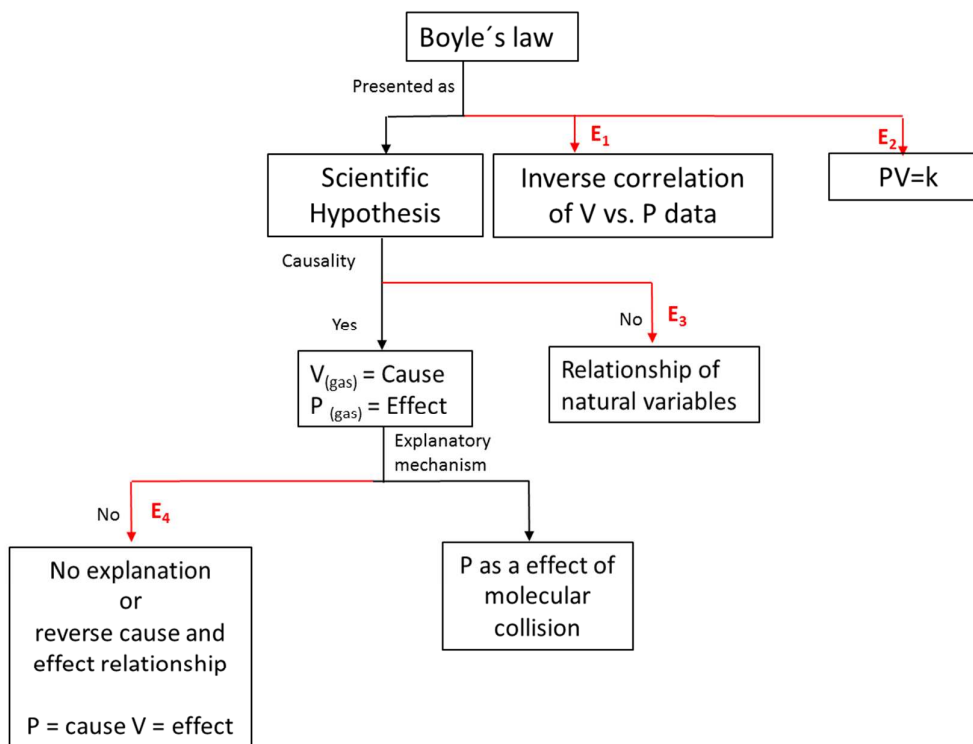 Boyle´s law
Presented as
E₁
E₂
Scientific
Hypothesis
Inverse correlation
of V vs. P data
PV=k
Causality
Yes
No
E₃
V(gas) = Cause
P (gas) = Effect
Relationship of
natural variables
Explanatory
mechanism
No
E₄
No explanation
or
reverse cause and
effect relationship
P = cause V = effect
P as a effect of
molecular
collision